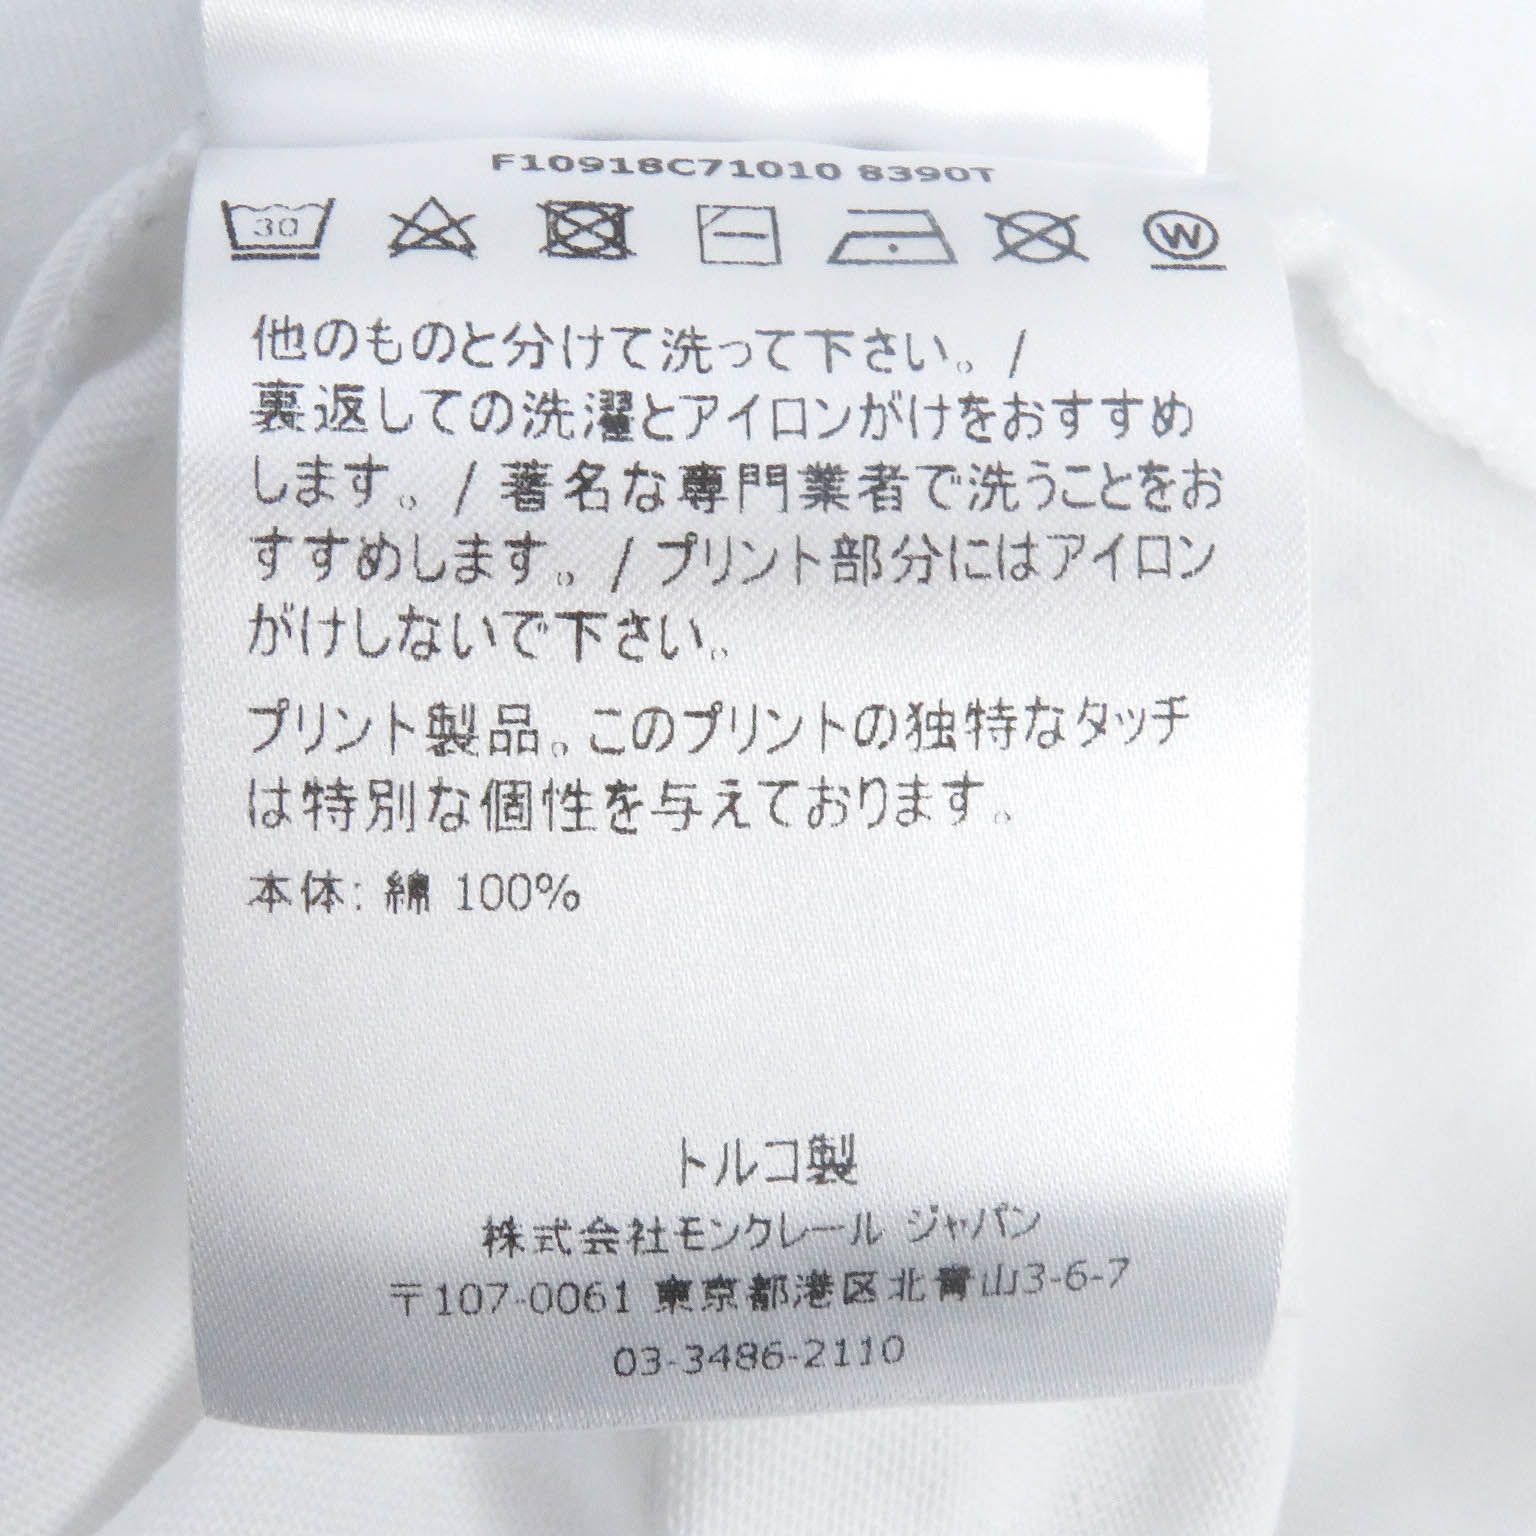 F10918C71010 8390T
30
W
他のものと分けて洗って下さい。/
裏返しての洗濯とアイロンがけをおすすめ
します。/ 著名な専門業者で洗うことをお
すすめします。/ プリント部分にはアイロン
がけしないで下さい。
プリント製品。このプリントの独特なタッチ
は特別な個性を与えております。
本体: 綿 100%
トルコ製
株式会社モンクレール ジャパン
〒107-0061 東京都港区北青山3-6-7
03-3486-2110